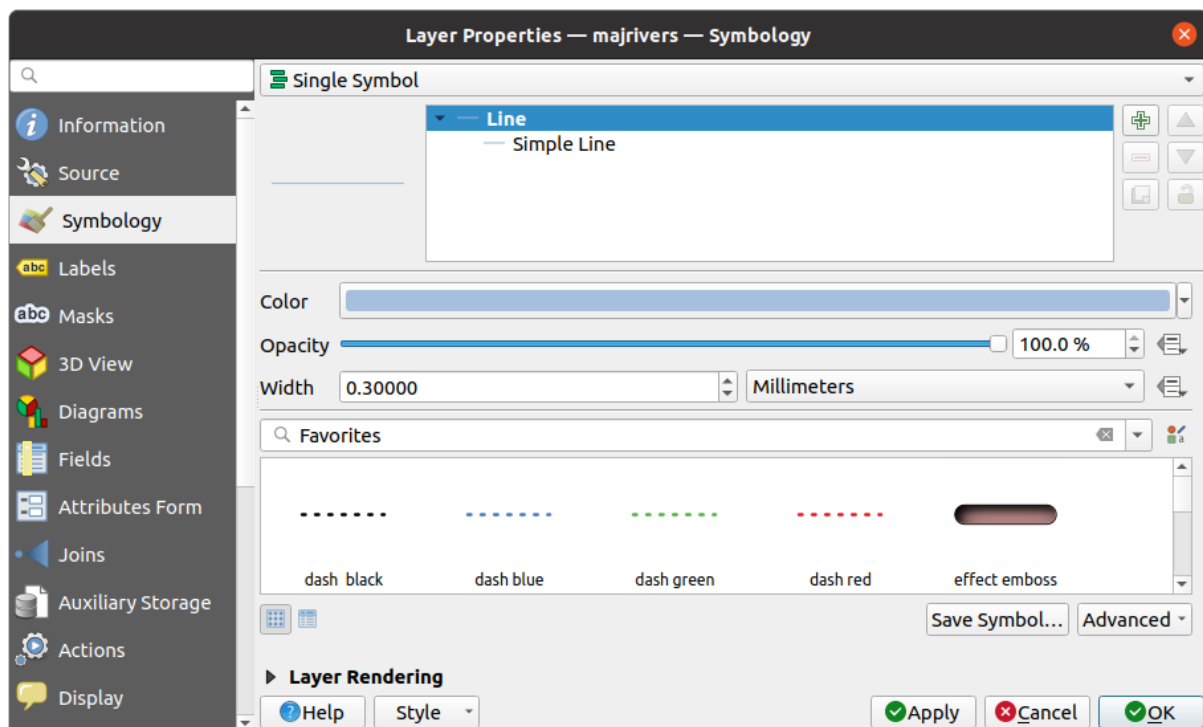 Layer Properties — majrivers — Symbology
Information
Source
Symbology
abc Labels
abc Masks
3D View
Diagrams
Fields
Attributes Form
Joins
Auxiliary Storage
Actions
Display
Single Symbol
Line
Simple Line
Color
Opacity 100.0 %
Width 0.30000 Millimeters
Favorites
dash  black dash blue dash green dash red effect emboss
Save Symbol... Advanced
Layer Rendering
Help Style Apply Cancel OK